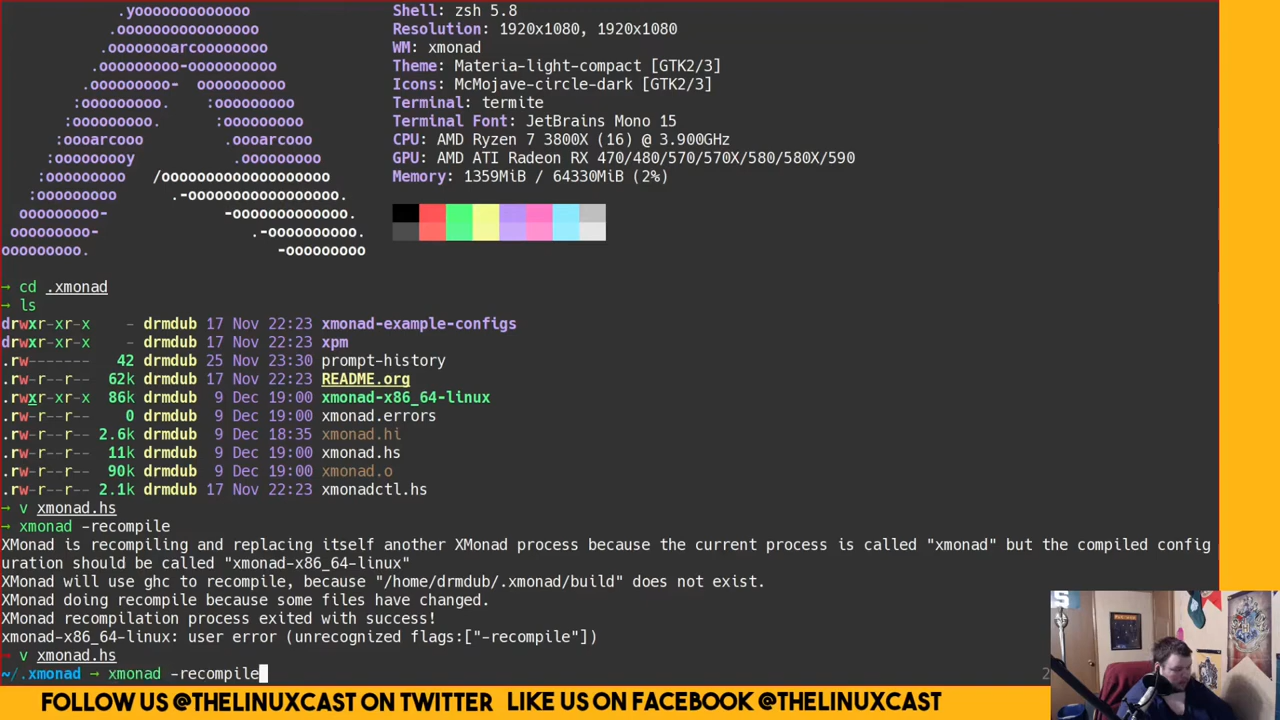 .yooooooooooooo
.oooooooooooooooo
.ooooooarcooooooooo
.ooooooooo-oooooooooo
.ooooooooo-  oooooooooo
:ooooooooo.    :ooooooooo
:ooooooooo.      :ooooooooo
:oooarcooo         .oooarcooo
:ooooooooy           .ooooooooo
:ooooooooo   /ooooooooooooooooooo
:ooooooooo      .-ooooooooooooooooo.
ooooooooo-             -ooooooooooooo.
ooooooooo-                .-oooooooooo.
ooooooooo.                   -ooooooooo
Shell: zsh 5.8
Resolution: 1920x1080, 1920x1080
WM: xmonad
Theme: Materia-light-compact [GTK2/3]
Icons: McMojave-circle-dark [GTK2/3]
Terminal: termite
Terminal Font: JetBrains Mono 15
CPU: AMD Ryzen 7 3800X (16) @ 3.900GHz
GPU: AMD ATI Radeon RX 470/480/570/570X/580/580X/590
Memory: 1359MiB / 64330MiB (2%)
→ cd .xmonad
→ ls
drwxr-xr-x    - drmdub 17 Nov 22:23 xmonad-example-configs
drwxr-xr-x    - drmdub 17 Nov 22:23 xpm
.rw-------   42 drmdub 25 Nov 23:30 prompt-history
.rw-r--r--  62k drmdub 17 Nov 22:23 README.org
.rwxr-xr-x  86k drmdub  9 Dec 19:00 xmonad-x86_64-linux
.rw-r--r--    0 drmdub  9 Dec 19:00 xmonad.errors
.rw-r--r-- 2.6k drmdub  9 Dec 18:35 xmonad.hi
.rw-r--r--  11k drmdub  9 Dec 19:00 xmonad.hs
.rw-r--r--  90k drmdub  9 Dec 19:00 xmonad.o
.rw-r--r-- 2.1k drmdub 17 Nov 22:23 xmonadctl.hs
→ v xmonad.hs
→ xmonad -recompile
XMonad is recompiling and replacing itself another XMonad process because the current process is called "xmonad" but the compiled config
uration should be called "xmonad-x86_64-linux"
XMonad will use ghc to recompile, because "/home/drmdub/.xmonad/build" does not exist.
XMonad doing recompile because some files have changed.
XMonad recompilation process exited with success!
xmonad-x86_64-linux: user error (unrecognized flags:["-recompile"])
→ v xmonad.hs
~/.xmonad → xmonad -recompile
FOLLOW US @THELINUXCAST ON TWITTER LIKE US ON FACEBOOK @THELINUXCAST